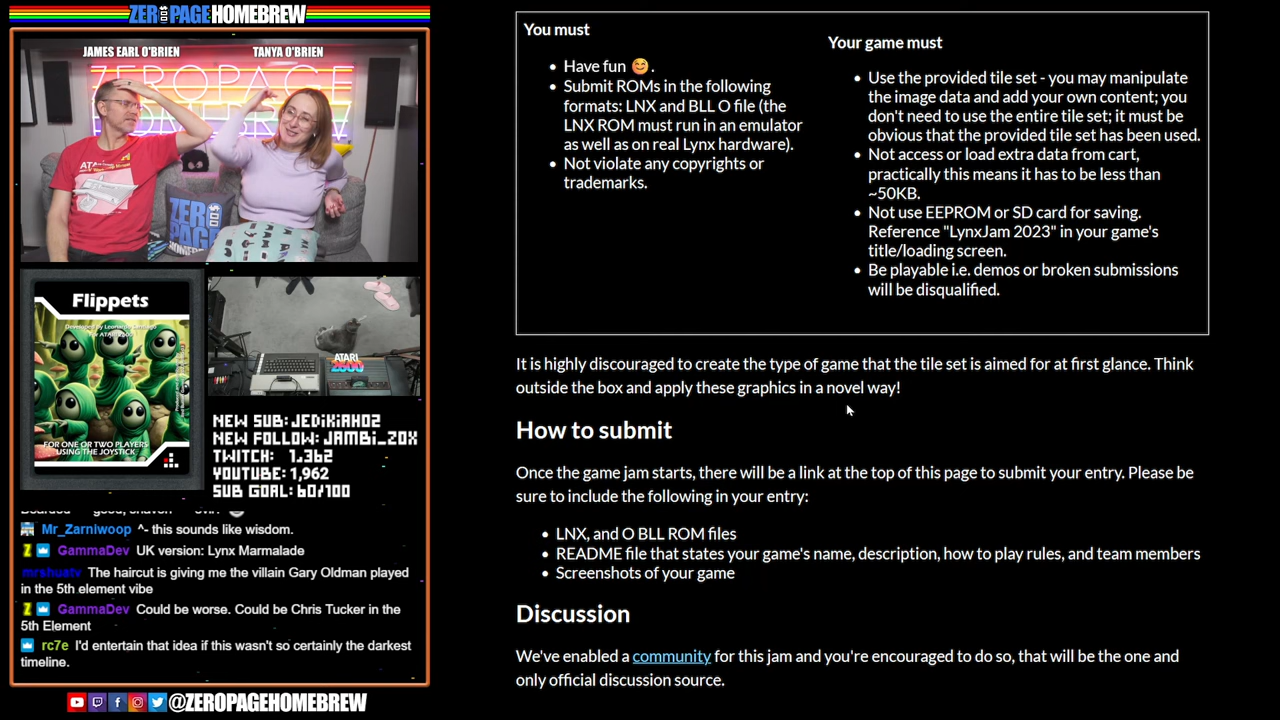 ZEROPAGEHOMEBREW
JAMES EARL O'BRIEN
TANYA O'BRIEN
ZERO
PAGE
Flippets
Developed by Leonardo Santiago
FOR ONE OR TWO PLAYERS
USING THE JOYSTICK
ATARI
2600
NEW SUB: JEDIKIAH02
NEW FOLLOW: JAMBI_ZOX
TWITCH: 1,362
YOUTUBE: 1,962
SUB GOAL: 60/100
Mr_Zarniwoop ^- this sounds like wisdom.
GammaDev UK version: Lynx Marmalade
mrshuatv The haircut is giving me the villain Gary Oldman played
in the 5th element vibe
GammaDev Could be worse. Could be Chris Tucker in the
5th Element
rc7e I'd entertain that idea if this wasn't so certainly the darkest
timeline.
@ZEROPAGEHOMEBREW
You must
• Have fun 😊.
• Submit ROMs in the following
formats: LNX and BLL O file (the
LNX ROM must run in an emulator
as well as on real Lynx hardware).
• Not violate any copyrights or
trademarks.
Your game must
• Use the provided tile set - you may manipulate
the image data and add your own content; you
don't need to use the entire tile set; it must be
obvious that the provided tile set has been used.
• Not access or load extra data from cart,
practically this means it has to be less than
~50KB.
• Not use EEPROM or SD card for saving.
Reference "LynxJam 2023" in your game's
title/loading screen.
• Be playable i.e. demos or broken submissions
will be disqualified.
It is highly discouraged to create the type of game that the tile set is aimed for at first glance. Think
outside the box and apply these graphics in a novel way!
How to submit
Once the game jam starts, there will be a link at the top of this page to submit your entry. Please be
sure to include the following in your entry:
• LNX, and O BLL ROM files
• README file that states your game's name, description, how to play rules, and team members
• Screenshots of your game
Discussion
We've enabled a community for this jam and you're encouraged to do so, that will be the one and
only official discussion source.